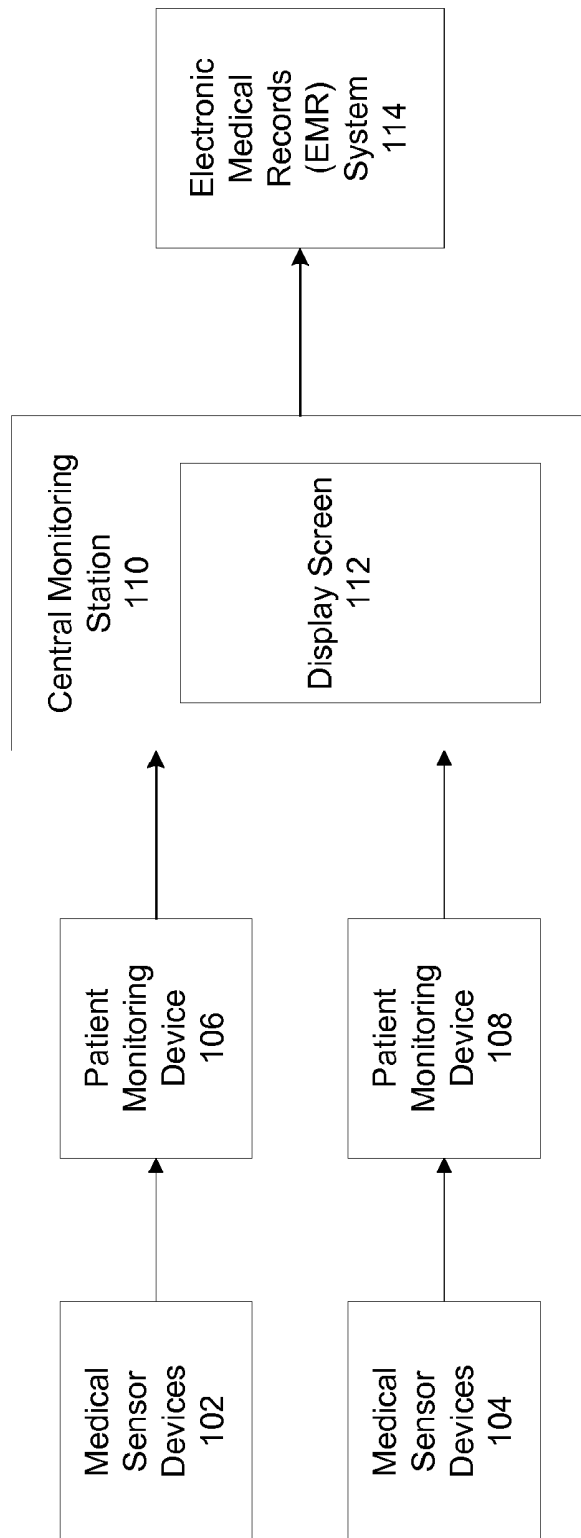 Medical
Sensor
Devices
102
Patient
Monitoring
Device
106
Central Monitoring
Station
110
Display Screen
112
Electronic
Medical
Records
(EMR)
System
114
Medical
Sensor
Devices
104
Patient
Monitoring
Device
108